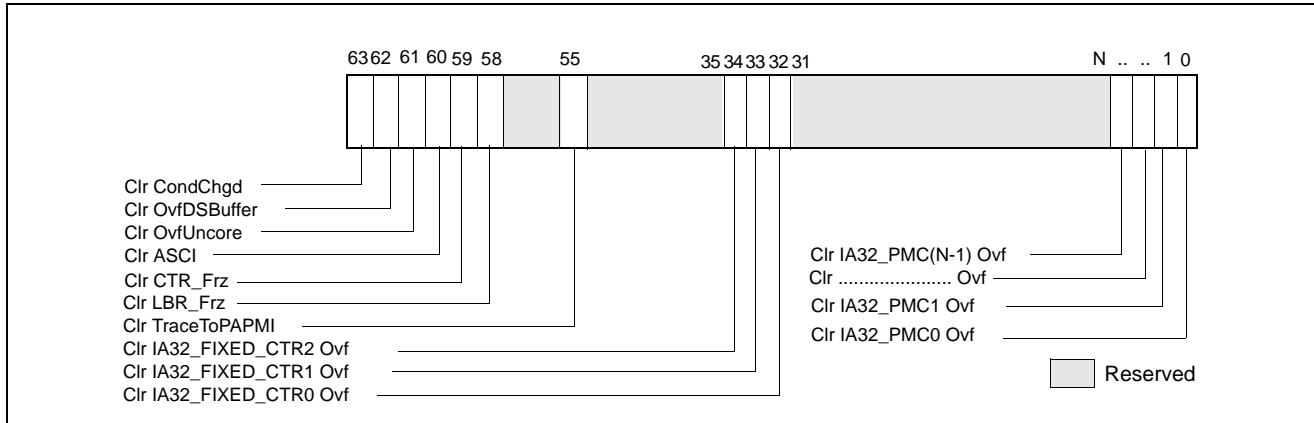 6362 61 60 59 58 55 35 34 33 32 31 N .. .. 1 0
Clr CondChgd
Clr OvfDSBuffer
Clr OvfUncore
Clr ASCI
Clr CTR_Frz
Clr LBR_Frz
Clr TraceToPAPMI
Clr IA32_FIXED_CTR2 Ovf
Clr IA32_FIXED_CTR1 Ovf
Clr IA32_FIXED_CTR0 Ovf
Clr IA32_PMC(N-1) Ovf
Clr ...................... Ovf
Clr IA32_PMC1 Ovf
Clr IA32_PMC0 Ovf
Reserved